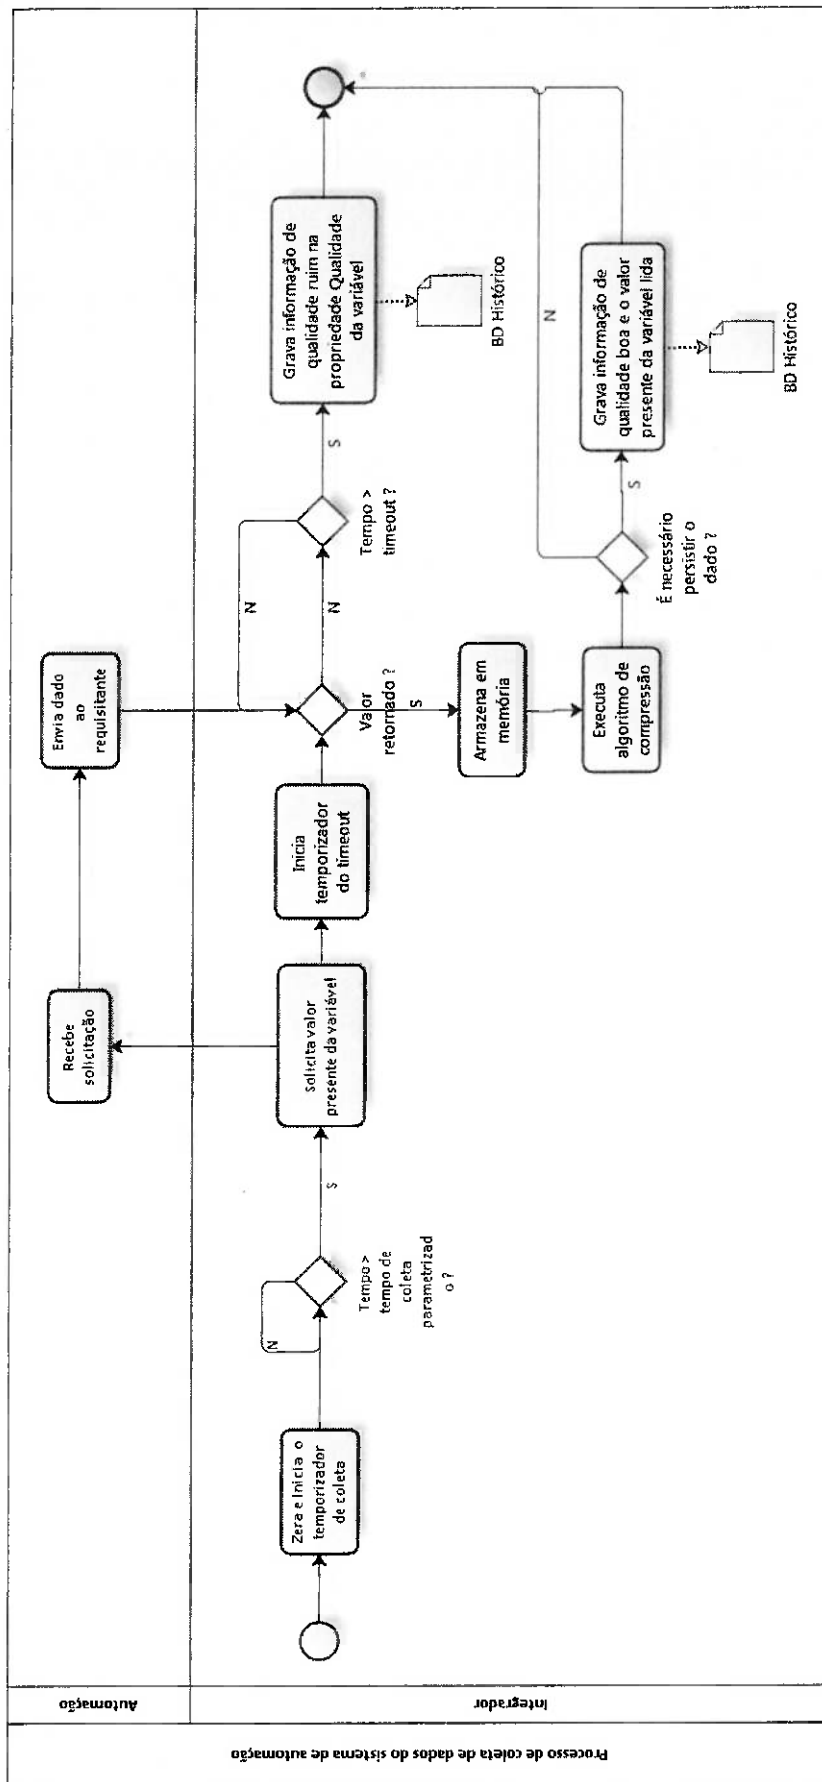 Processo de coleta de dados do sistema de automação
Automação
Integrador
Recebe
solicitação
Envia dado
ao
requisitante
Zera e Inicia o
temporizador
de coleta
N
Tempo >
tempo de
coleta
parametrizad
o ?
S
Solicita valor
presente da variável
Inicia
temporizador
do timeout
Valor
retornado ?
S
N
N
Tempo >
timeout ?
S
Grava informação de
qualidade ruim na
propriedade Qualidade
da variável
BD Histórico
Armazena em
memória
Executa
algoritmo de
compressão
É necessário
persistir o
dado ?
N
S
Grava informação de
qualidade boa e o valor
presente da variável lida
BD Histórico